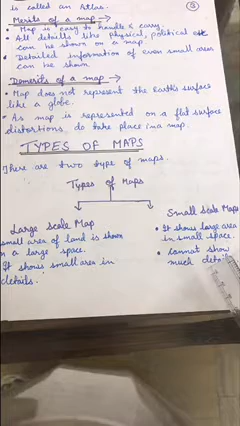 is called an Atlas.
Merits of a map →
• Map is easy to handle & carry.
• All details like physical, political etc
can be shown on a map.
• Detailed information of even small areas
can be shown
Demerits of a map →
• Map does not represent the Earth's surface
like a globe.
• As map is represented on a flat surface
distortions do take place in a map.
TYPES OF MAPS
There are two type of maps.
Types of Maps
Large Scale Map
small area of land is shown
in a large space.
It shows small area in
details.
Small Scale Maps
• It shows large area
in small space.
• cannot show
much details